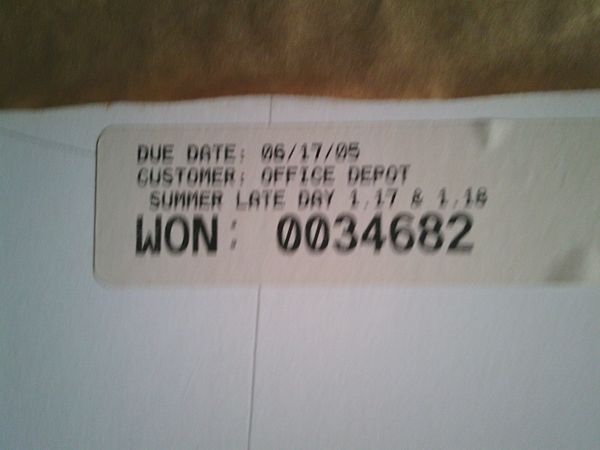 DUE DATE: 06/17/05
CUSTOMER: OFFICE DEPOT
SUMMER LATE DAY 1,17 & 1,18
WON: 0034682